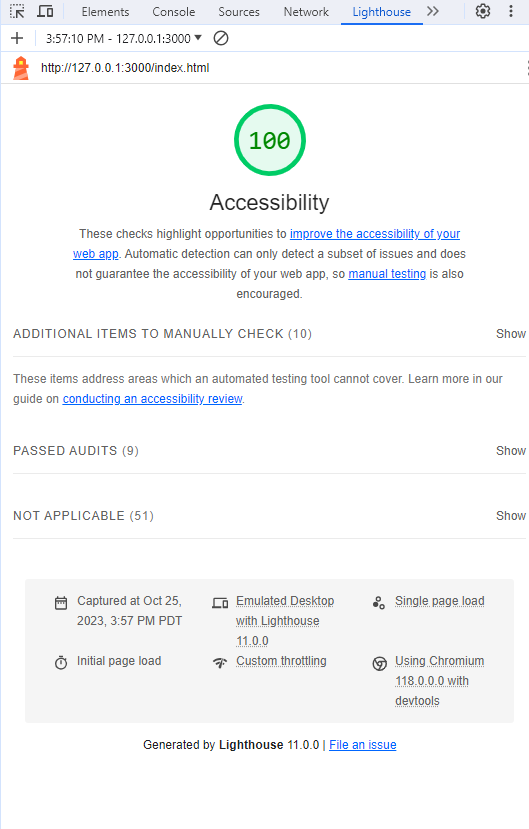 Elements Console Sources Network Lighthouse
3:57:10 PM - 127.0.0.1:3000
http://127.0.0.1:3000/index.html
100
Accessibility
These checks highlight opportunities to improve the accessibility of your
web app. Automatic detection can only detect a subset of issues and does
not guarantee the accessibility of your web app, so manual testing is also
encouraged.
ADDITIONAL ITEMS TO MANUALLY CHECK (10) Show
These items address areas which an automated testing tool cannot cover. Learn more in our
guide on conducting an accessibility review.
PASSED AUDITS (9) Show
NOT APPLICABLE (51) Show
Captured at Oct 25,
2023, 3:57 PM PDT
Emulated Desktop
with Lighthouse
11.0.0
Single page load
Initial page load
Custom throttling
Using Chromium
118.0.0.0 with
devtools
Generated by Lighthouse 11.0.0 | File an issue